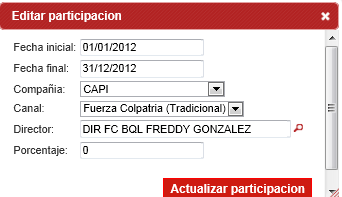 Editar participacion
Fecha inicial: 01/01/2012
Fecha final: 31/12/2012
Compañia: CAPI
Canal: Fuerza Colpatria (Tradicional)
Director: DIR FC BQL FREDDY GONZALEZ
Porcentaje: 0
Actualizar participacion